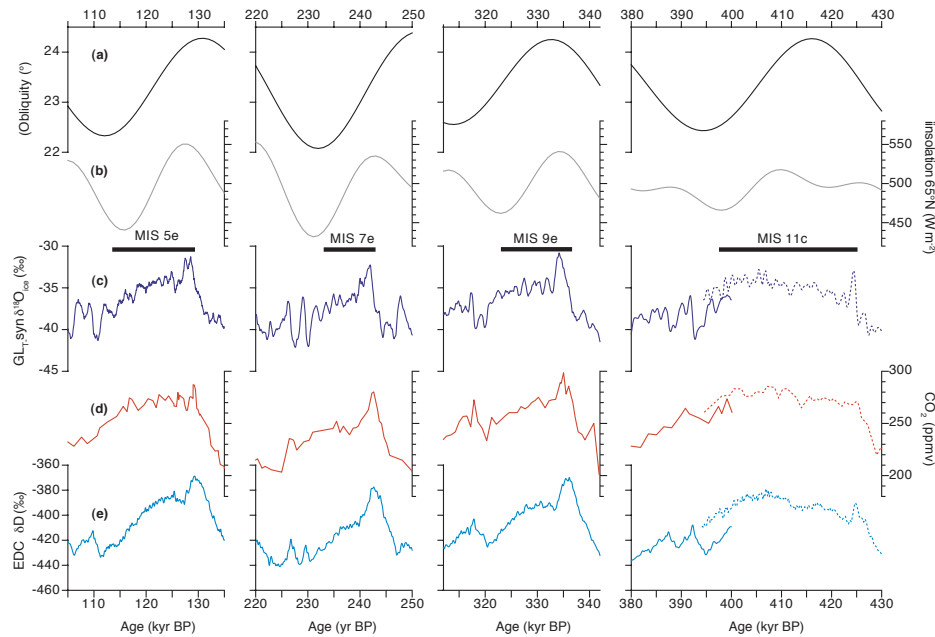 110 120 130 220 230 240 250 320 330 340 380 390 400 410 420 430
24
23
22
(Obliquity (°)
(a)
(b)
550
500
450
iinsolation 65°N (W m-2)
MIS 5e MIS 7e MIS 9e MIS 11c
-30
-35
-40
-45
GLT_syn δ18Oice (‰)
(c)
(d)
300
250
200
CO2 (ppmv)
-360
-380
-400
-420
-440
-460
EDC δD (‰)
(e)
110 120 130 220 230 240 250 320 330 340 380 390 400 410 420 430
Age (kyr BP) Age (yr BP) Age (kyr BP) Age (kyr BP)